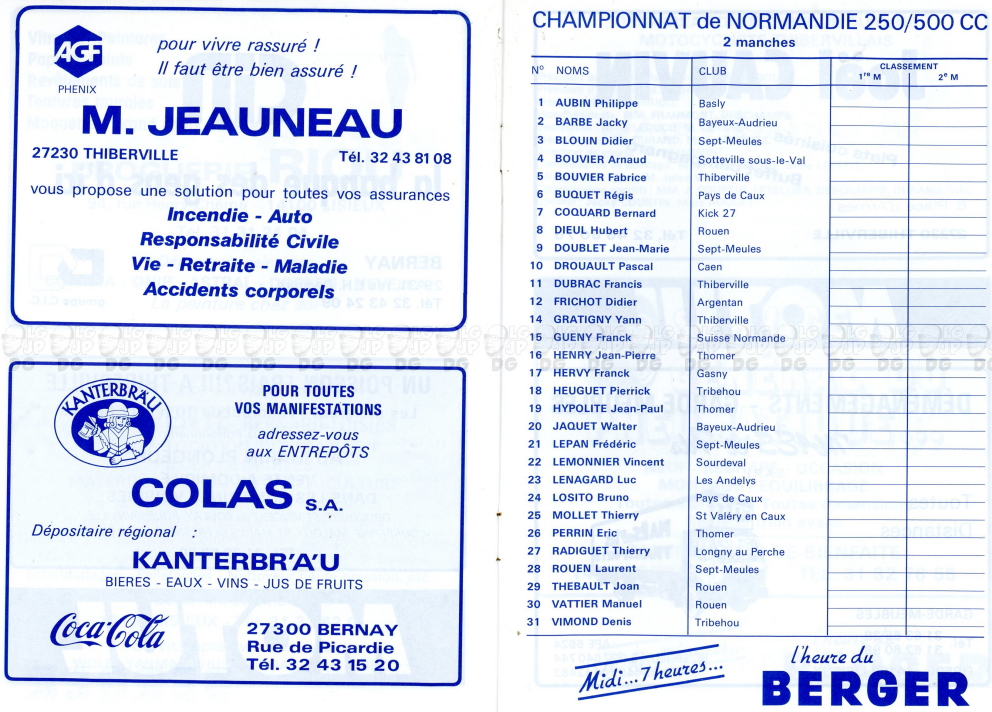 AGF
PHENIX
pour vivre rassuré !
Il faut être bien assuré !
M. JEAUNEAU
27230 THIBERVILLE Tél. 32 43 81 08
vous propose une solution pour toutes vos assurances
Incendie - Auto
Responsabilité Civile
Vie - Retraite - Maladie
Accidents corporels
KANTERBRÄU
POUR TOUTES
VOS MANIFESTATIONS
adressez-vous
aux ENTREPÔTS
COLAS S.A.
Dépositaire régional :
KANTERBR'A'U
BIERES - EAUX - VINS - JUS DE FRUITS
Coca-Cola
27300 BERNAY
Rue de Picardie
Tél. 32 43 15 20
CHAMPIONNAT de NORMANDIE 250/500 CC
2 manches
N° NOMS CLUB CLASSEMENT
1re M 2e M
1 AUBIN Philippe Basly
2 BARBE Jacky Bayeux-Audrieu
3 BLOUIN Didier Sept-Meules
4 BOUVIER Arnaud Sotteville sous-le-Val
5 BOUVIER Fabrice Thiberville
6 BUQUET Régis Pays de Caux
7 COQUARD Bernard Kick 27
8 DIEUL Hubert Rouen
9 DOUBLET Jean-Marie Sept-Meules
10 DROUAULT Pascal Caen
11 DUBRAC Francis Thiberville
12 FRICHOT Didier Argentan
14 GRATIGNY Yann Thiberville
15 GUENY Franck Suisse Normande
16 HENRY Jean-Pierre Thomer
17 HERVY Franck Gasny
18 HEUGUET Pierrick Tribehou
19 HYPOLITE Jean-Paul Thomer
20 JAQUET Walter Bayeux-Audrieu
21 LEPAN Frédéric Sept-Meules
22 LEMONNIER Vincent Sourdeval
23 LENAGARD Luc Les Andelys
24 LOSITO Bruno Pays de Caux
25 MOLLET Thierry St Valéry en Caux
26 PERRIN Eric Thomer
27 RADIGUET Thierry Longny au Perche
28 ROUEN Laurent Sept-Meules
29 THEBAULT Joan Rouen
30 VATTIER Manuel Rouen
31 VIMOND Denis Tribehou
Midi...7 heures...
l'heure du
BERGER